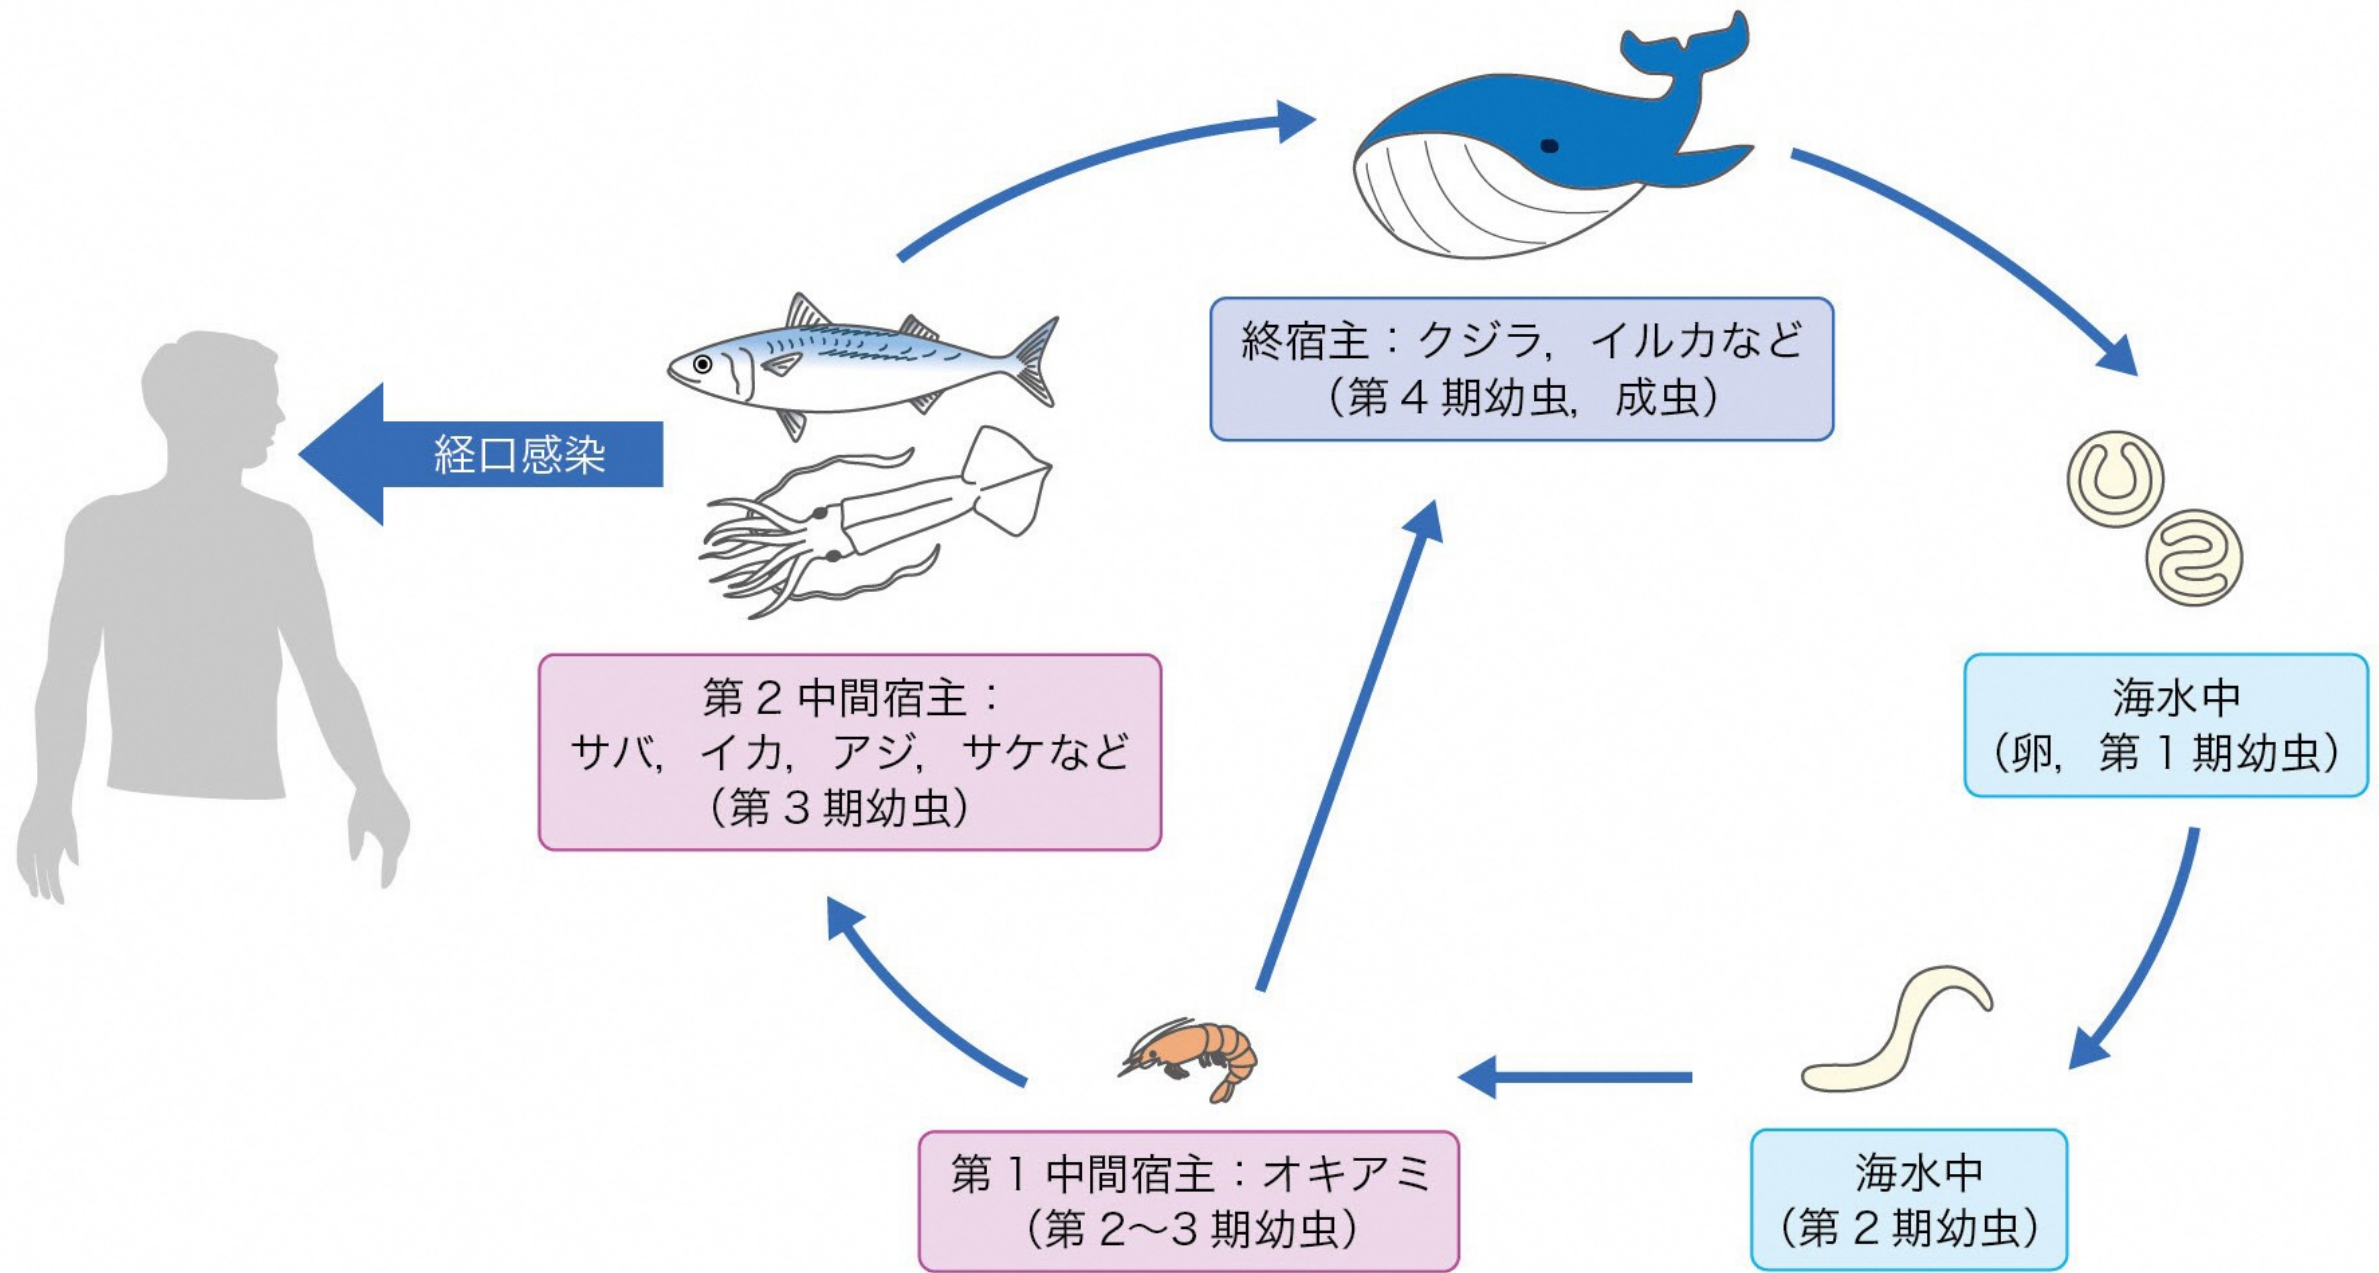 終宿主：クジラ，イルカなど
（第4期幼虫，成虫）
経口感染
第2中間宿主：
サバ，イカ，アジ，サケなど
（第3期幼虫）
海水中
（卵，第1期幼虫）
第1中間宿主：オキアミ
（第2〜3期幼虫）
海水中
（第2期幼虫）